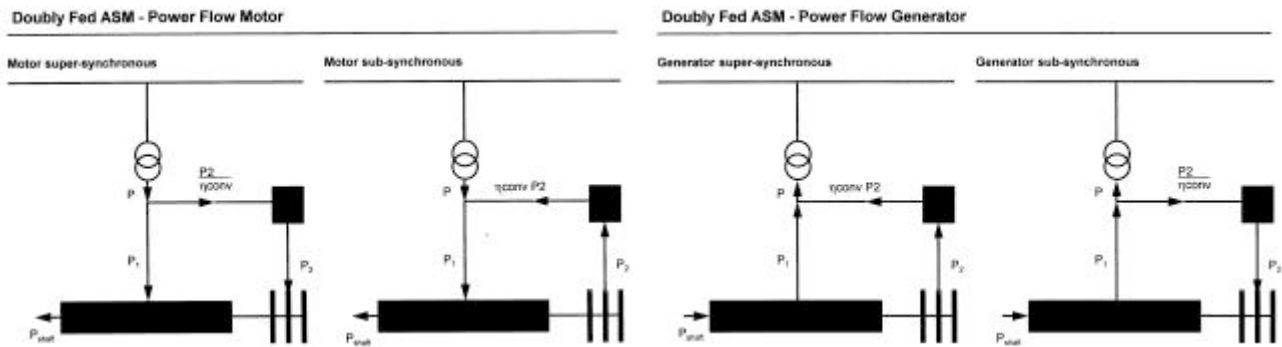 Doubly Fed ASM - Power Flow Motor
Doubly Fed ASM - Power Flow Generator
Motor super-synchronous
Motor sub-synchronous
Generator super-synchronous
Generator sub-synchronous
P2
ηconv
P
P1
P2
Pshaft
ηconv P2
P
P1
P2
Pshaft
ηconv P2
P
P1
P2
Pshaft
P2
ηconv
P
P1
P2
Pshaft